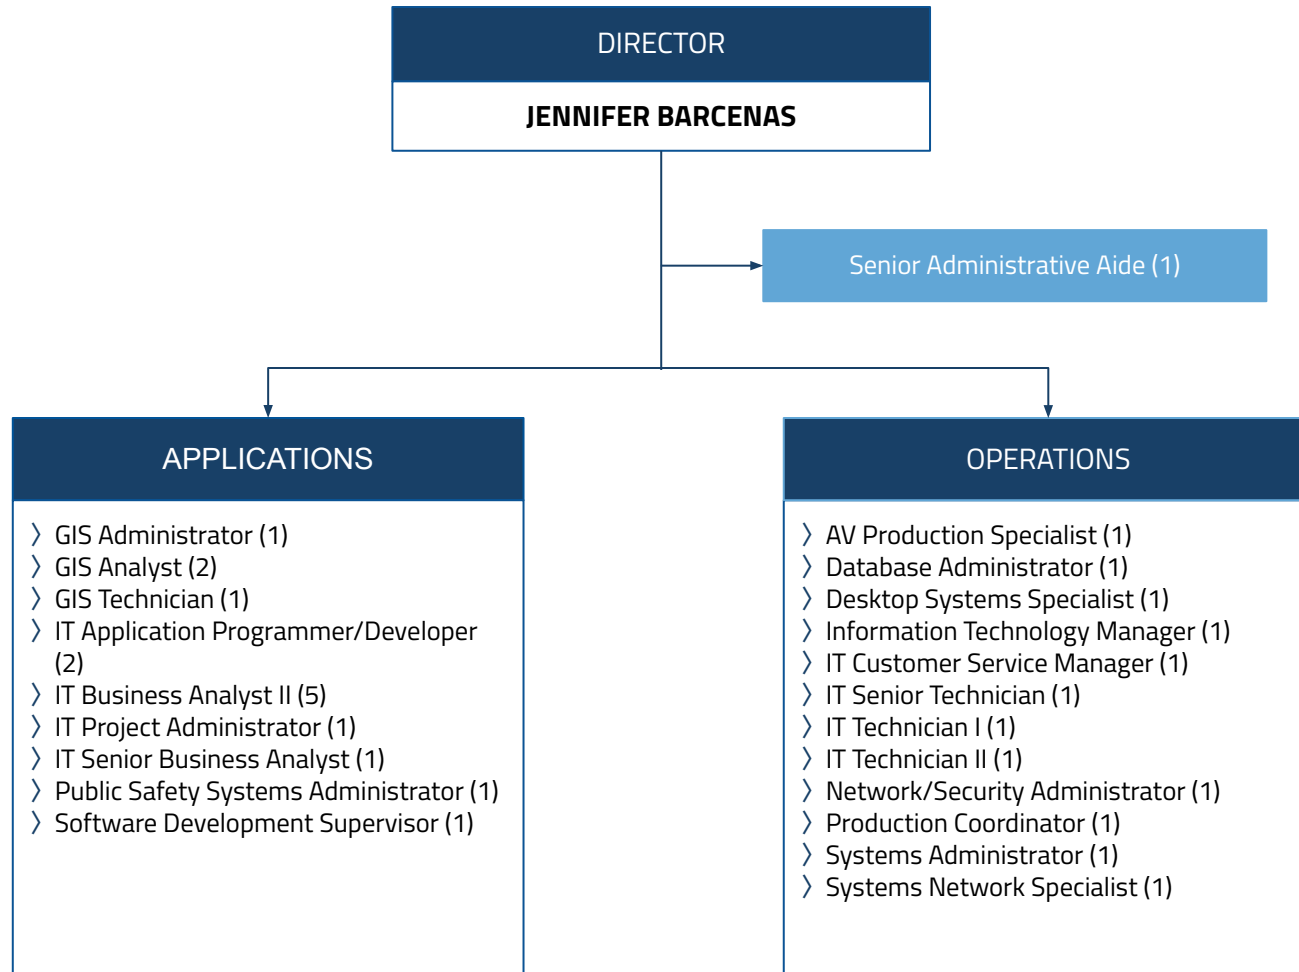 DIRECTOR
JENNIFER BARCENAS
Senior Administrative Aide (1)
APPLICATIONS
〉 GIS Administrator (1)
〉 GIS Analyst (2)
〉 GIS Technician (1)
〉 IT Application Programmer/Developer
(2)
〉 IT Business Analyst II (5)
〉 IT Project Administrator (1)
〉 IT Senior Business Analyst (1)
〉 Public Safety Systems Administrator (1)
〉 Software Development Supervisor (1)
OPERATIONS
〉 AV Production Specialist (1)
〉 Database Administrator (1)
〉 Desktop Systems Specialist (1)
〉 Information Technology Manager (1)
〉 IT Customer Service Manager (1)
〉 IT Senior Technician (1)
〉 IT Technician I (1)
〉 IT Technician II (1)
〉 Network/Security Administrator (1)
〉 Production Coordinator (1)
〉 Systems Administrator (1)
〉 Systems Network Specialist (1)